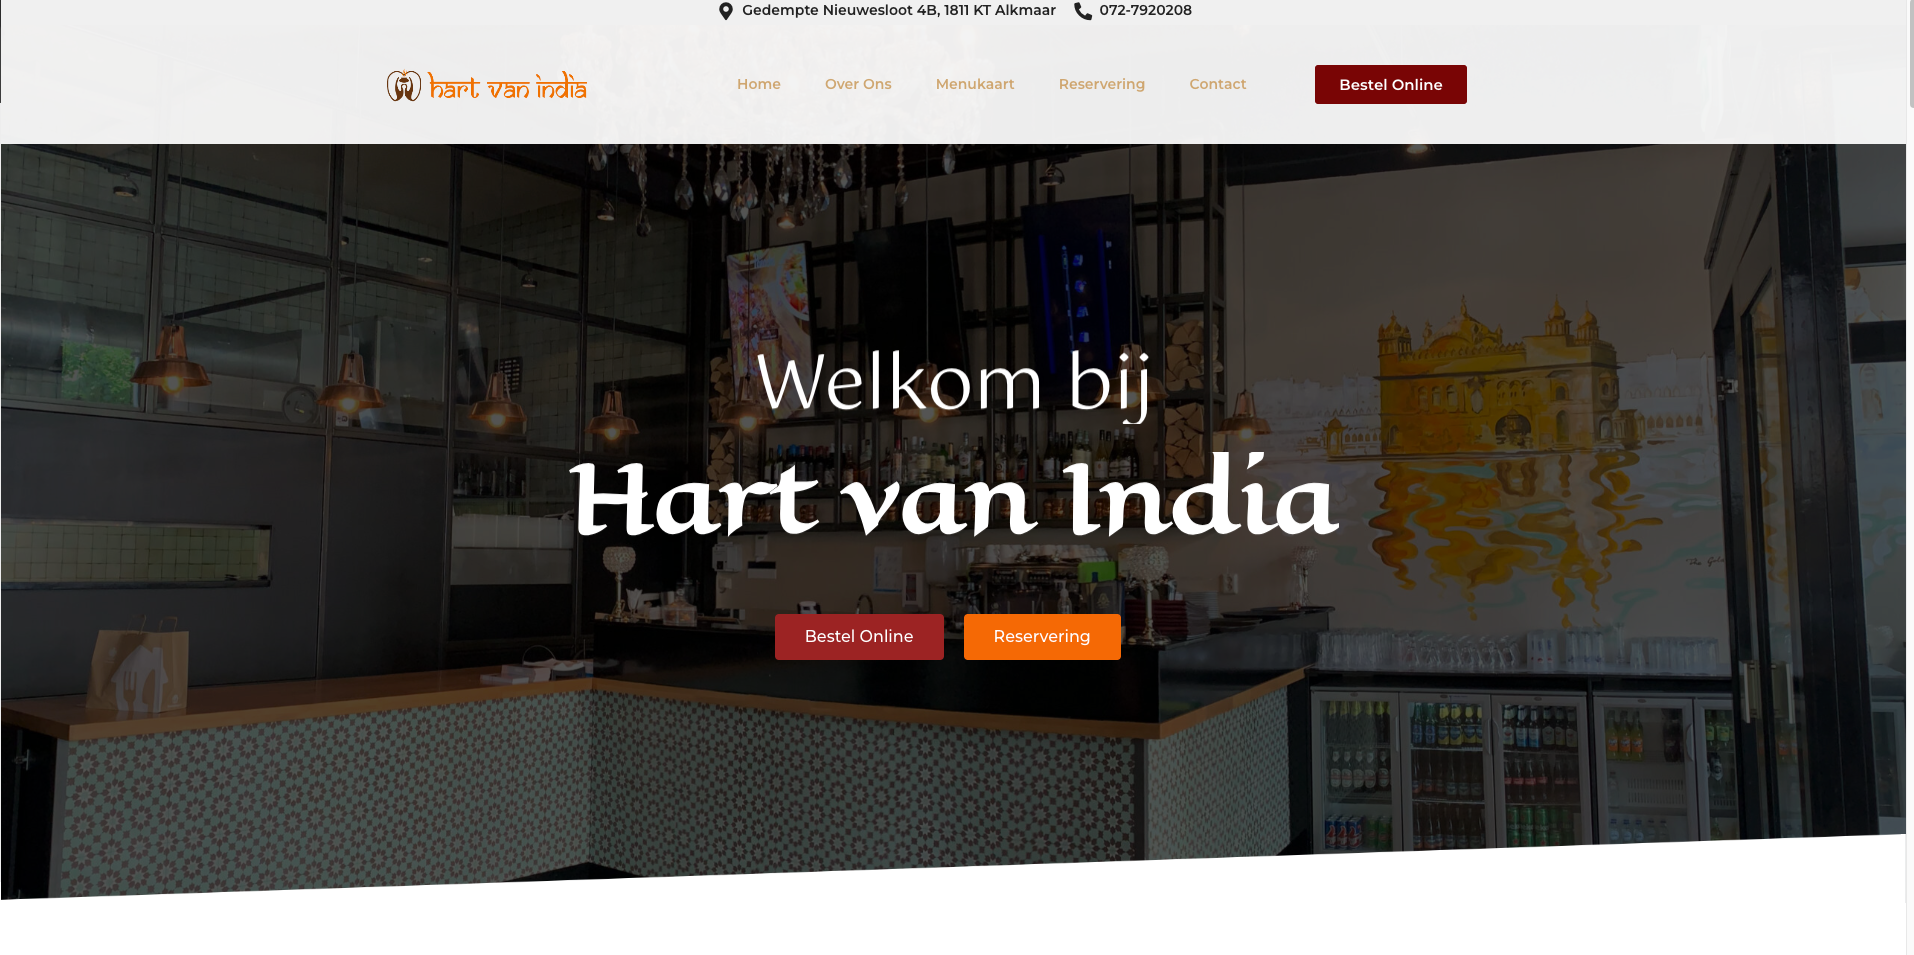 Gedempte Nieuwesloot 4B, 1811 KT Alkmaar 072-7920208
hart van india
Home Over Ons Menukaart Reservering Contact Bestel Online
Welkom bij
Hart van India
Bestel Online Reservering